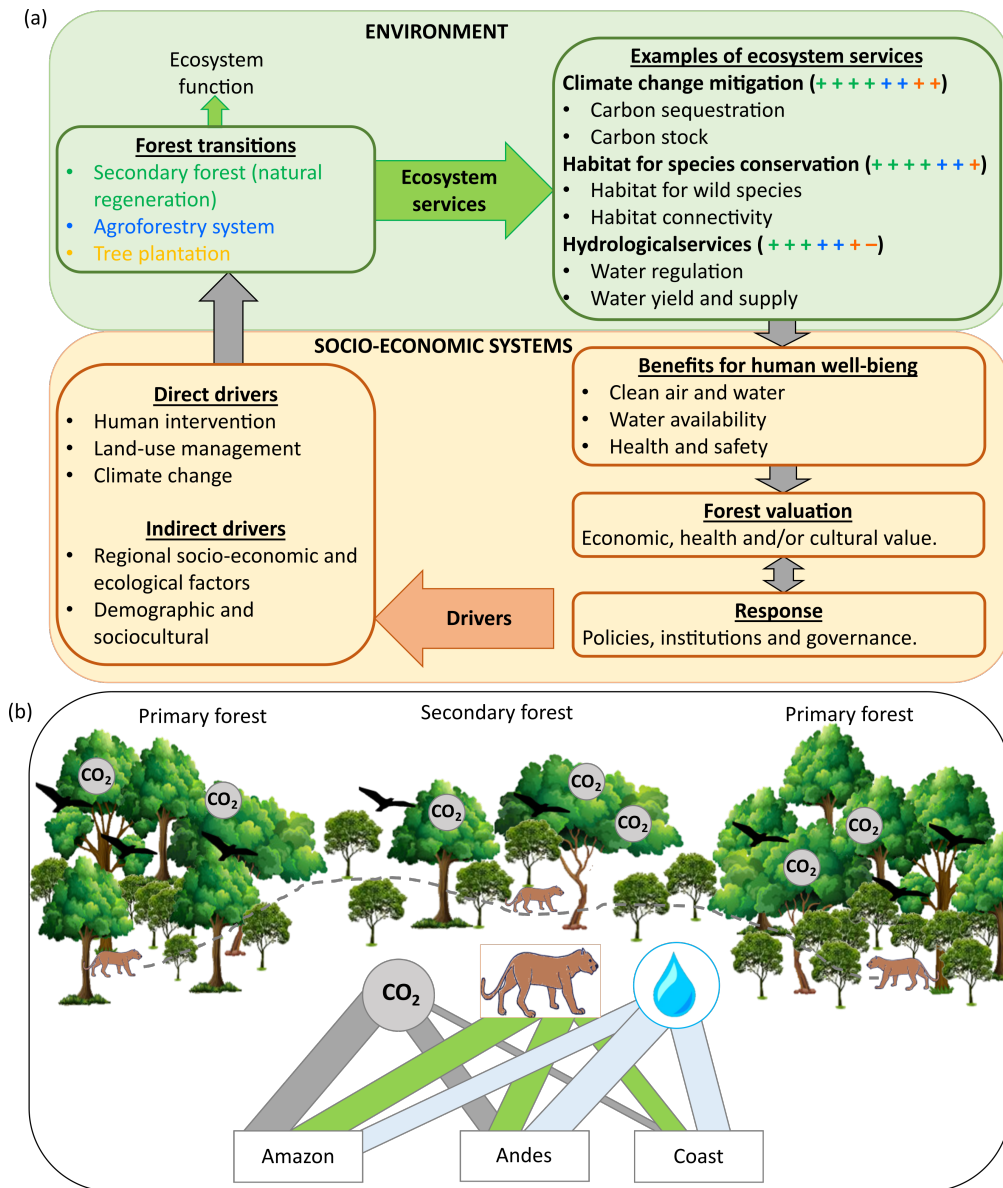 (a)
ENVIRONMENT
Ecosystem
function
Forest transitions
• Secondary forest (natural
regeneration)
• Agroforestry system
• Tree plantation
Ecosystem
services
Examples of ecosystem services
Climate change mitigation (+ + + + + + + +)
• Carbon sequestration
• Carbon stock
Habitat for species conservation (+ + + + + + +)
• Habitat for wild species
• Habitat connectivity
Hydrologicalservices ( + + + + + + −)
• Water regulation
• Water yield and supply
SOCIO-ECONOMIC SYSTEMS
Direct drivers
• Human intervention
• Land-use management
• Climate change
Indirect drivers
• Regional socio-economic and
ecological factors
• Demographic and
sociocultural
Benefits for human well-bieng
• Clean air and water
• Water availability
• Health and safety
Forest valuation
Economic, health and/or cultural value.
Response
Policies, institutions and governance.
Drivers
(b)
Primary forest
Secondary forest
Primary forest
CO₂
CO₂
CO₂
CO₂
CO₂
CO₂
CO₂
CO₂
Amazon
Andes
Coast